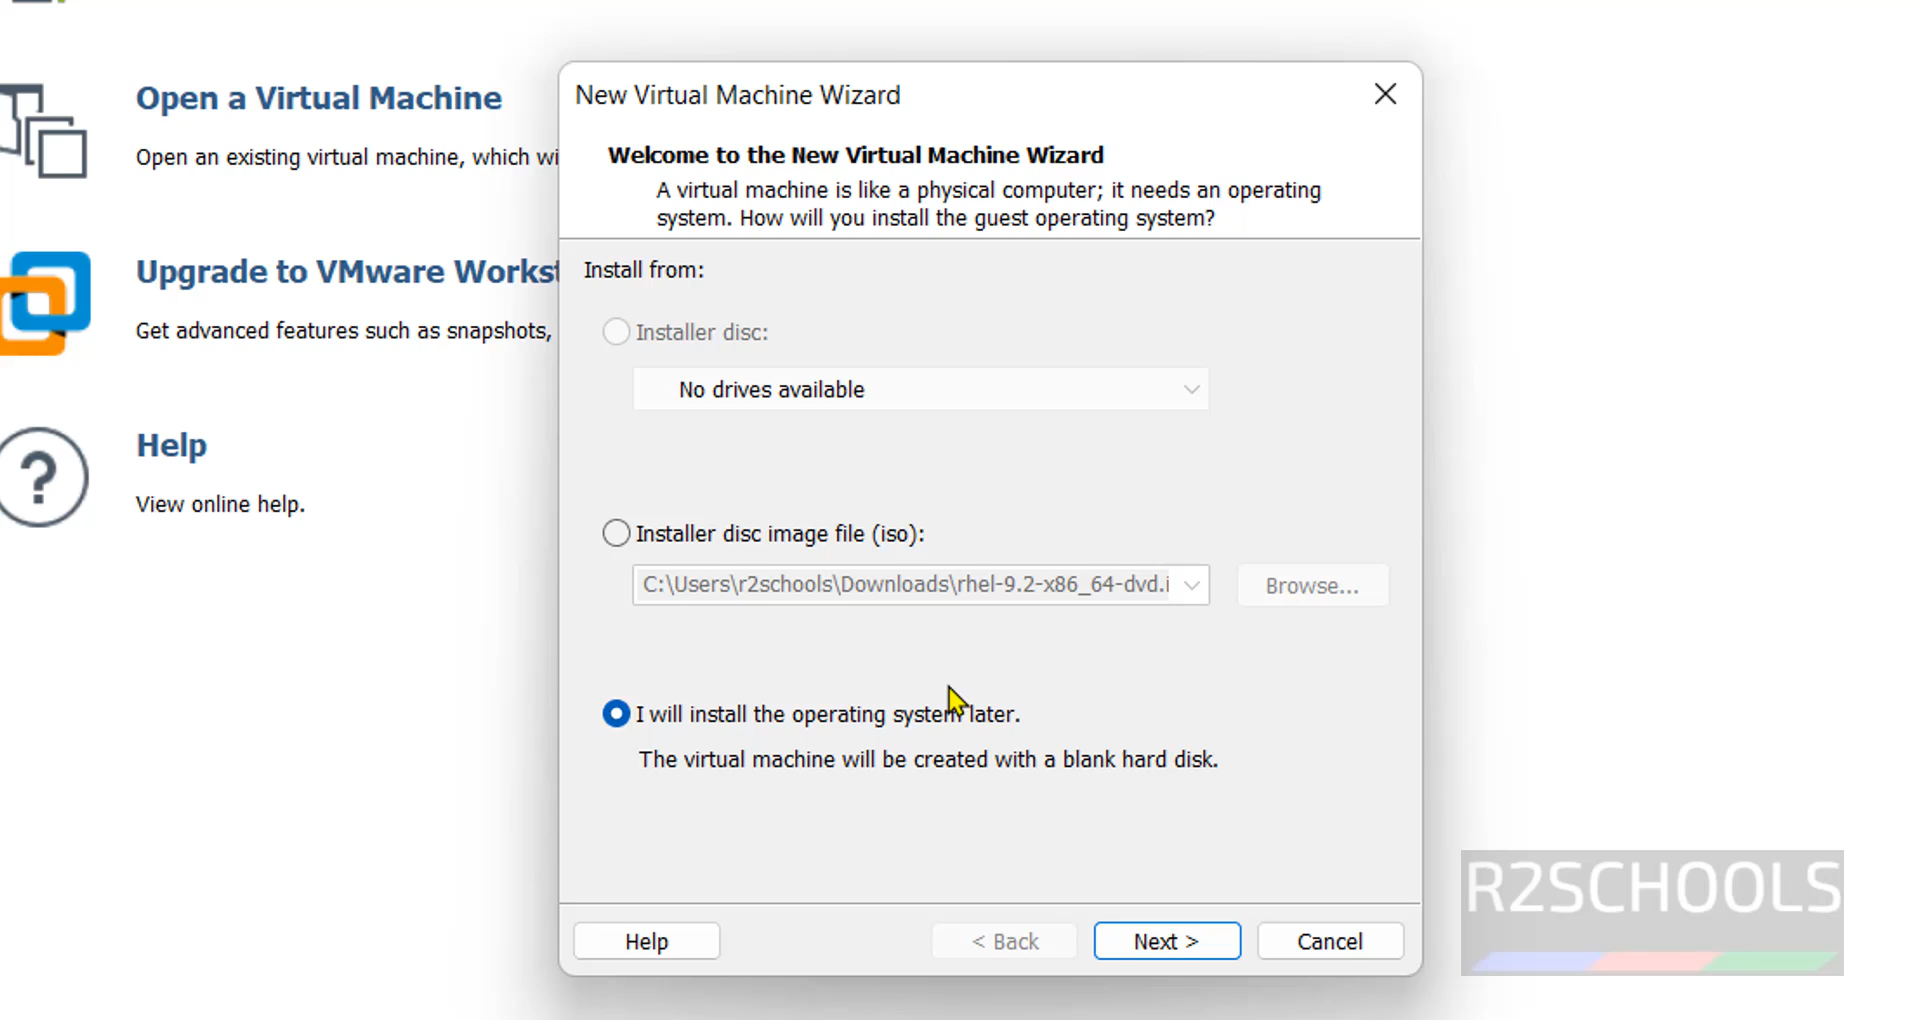 Open a Virtual Machine
Open an existing virtual machine, which wi
Upgrade to VMware Workst
Get advanced features such as snapshots,
Help
View online help.
New Virtual Machine Wizard
Welcome to the New Virtual Machine Wizard
A virtual machine is like a physical computer; it needs an operating
system. How will you install the guest operating system?
Install from:
Installer disc:
No drives available
Installer disc image file (iso):
C:\Users\r2schools\Downloads\rhel-9.2-x86_64-dvd.i
Browse...
I will install the operating system later.
The virtual machine will be created with a blank hard disk.
Help
< Back
Next >
Cancel
R2SCHOOLS